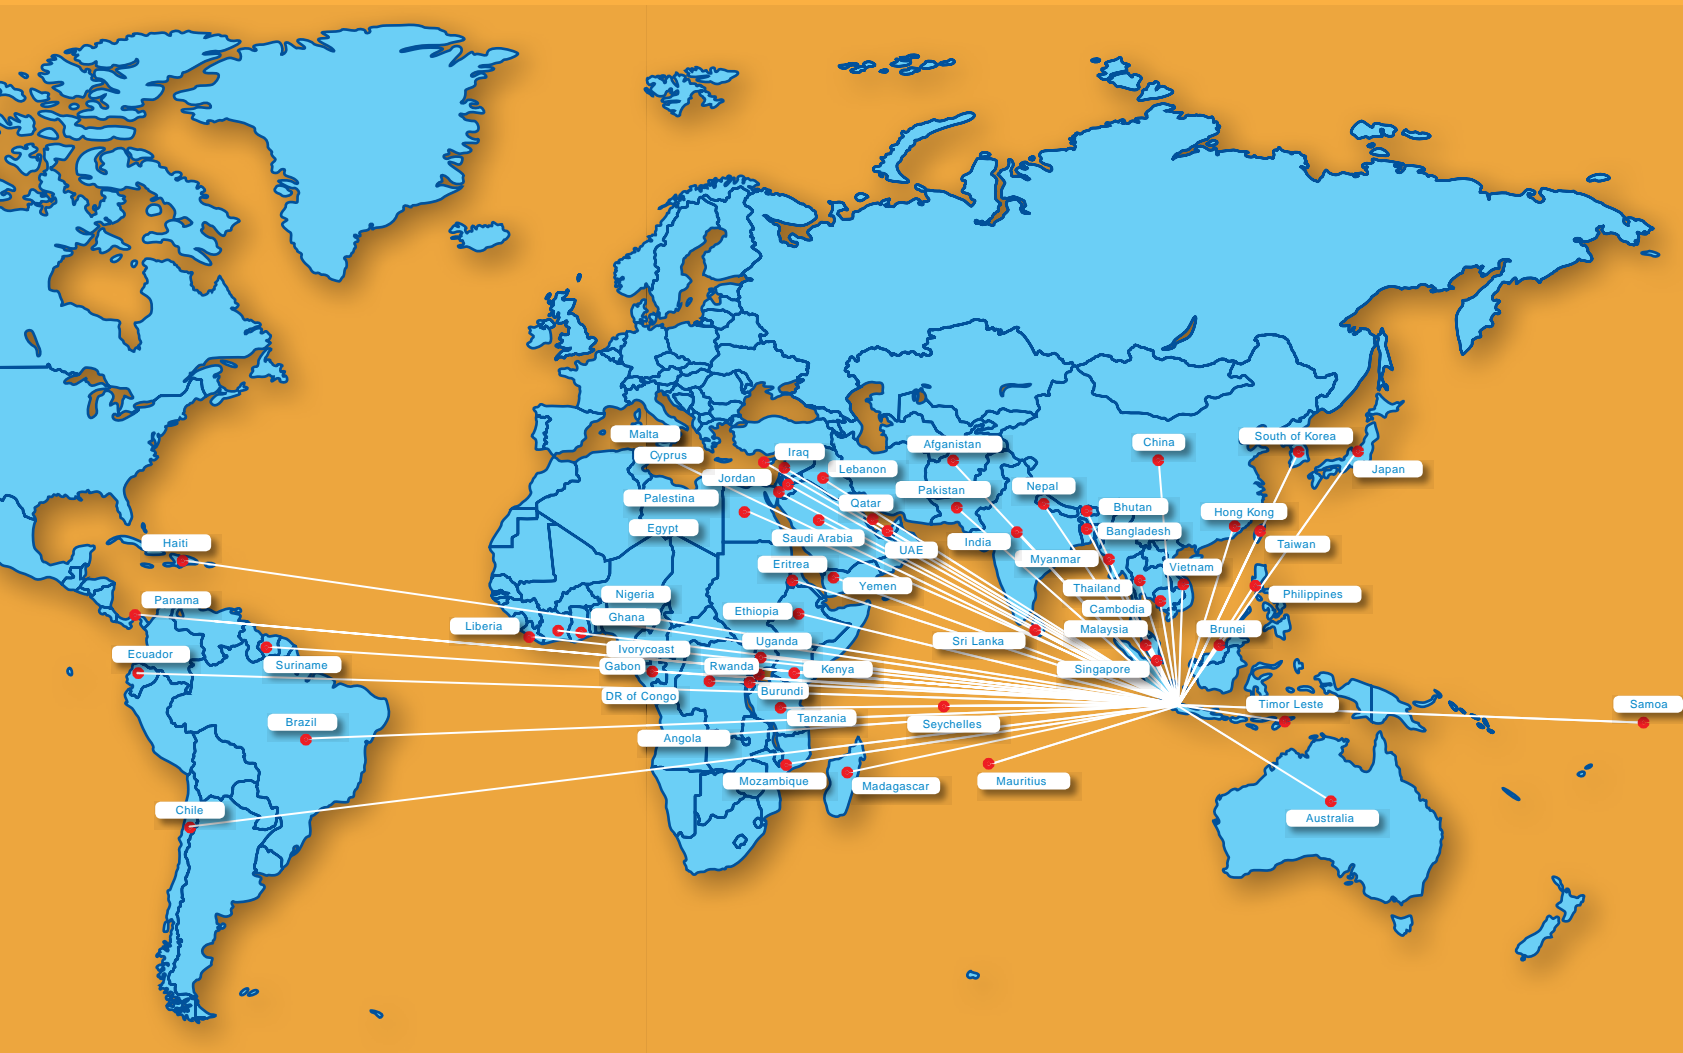 Malta
Cyprus
Iraq
Afganistan
China
South of Korea
Japan
Jordan
Lebanon
Palestina
Qatar
Pakistan
Nepal
Bhutan
Hong Kong
Egypt
Saudi Arabia
UAE
India
Bangladesh
Taiwan
Haiti
Eritrea
Yemen
Myanmar
Vietnam
Panama
Nigeria
Thailand
Philippines
Liberia
Ghana
Ethiopia
Cambodia
Malaysia
Brunei
Ecuador
Suriname
Ivorycoast
Uganda
Sri Lanka
Gabon
Rwanda
Kenya
Singapore
DR of Congo
Burundi
Timor Leste
Samoa
Brazil
Tanzania
Seychelles
Angola
Mozambique
Madagascar
Mauritius
Chile
Australia